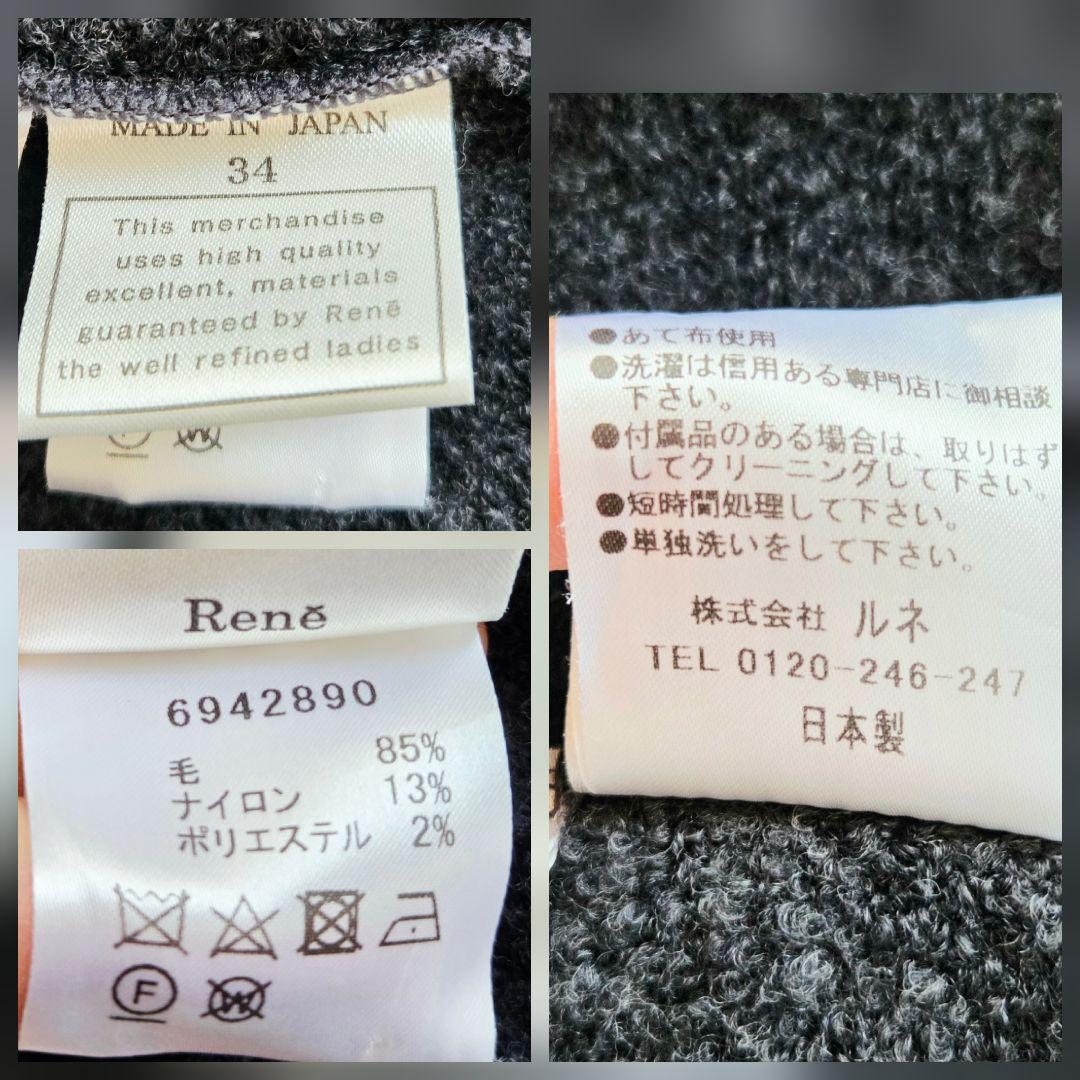 MADE IN JAPAN
34
This merchandise
uses high quality
excellent, materials
guaranteed by Renĕ
the well refined ladies
F W
Renĕ
6942890
毛 85%
ナイロン 13%
ポリエステル 2%
F W
●あて布使用
●洗濯は信用ある専門店に御相談
下さい。
●付属品のある場合は、取りはず
してクリーニングして下さい。
●短時間処理して下さい。
●単独洗いをして下さい。
株式会社 ルネ
TEL 0120-246-247
日本製